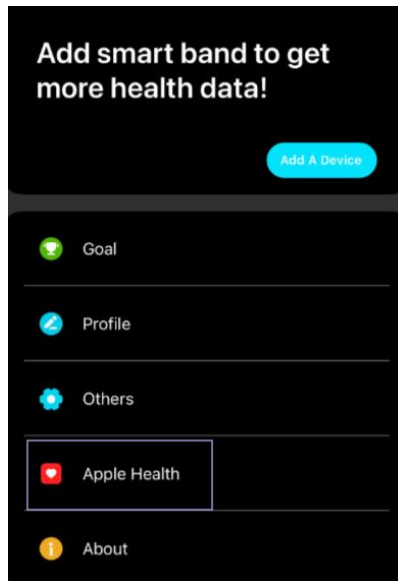 Add smart band to get
more health data!
Add A Device
Goal
Profile
Others
Apple Health
About